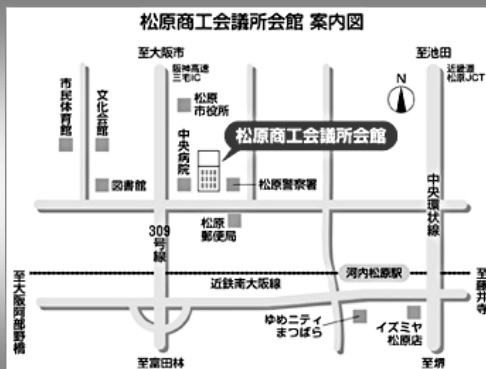 松原商工会議所会館 案内図
至大阪市
至池田
阪神高速
三宅IC
近畿道
松原JCT
N
市民体育館
文化会館
松原
市役所
中央病院
松原商工会議所会館
図書館
松原警察署
中央環状線
松原
郵便局
309号線
河内松原駅
近鉄南大阪線
至大阪阿部野橋
至藤井寺
ゆめニティ
まつばら
イズミヤ
松原店
至富田林
至堺